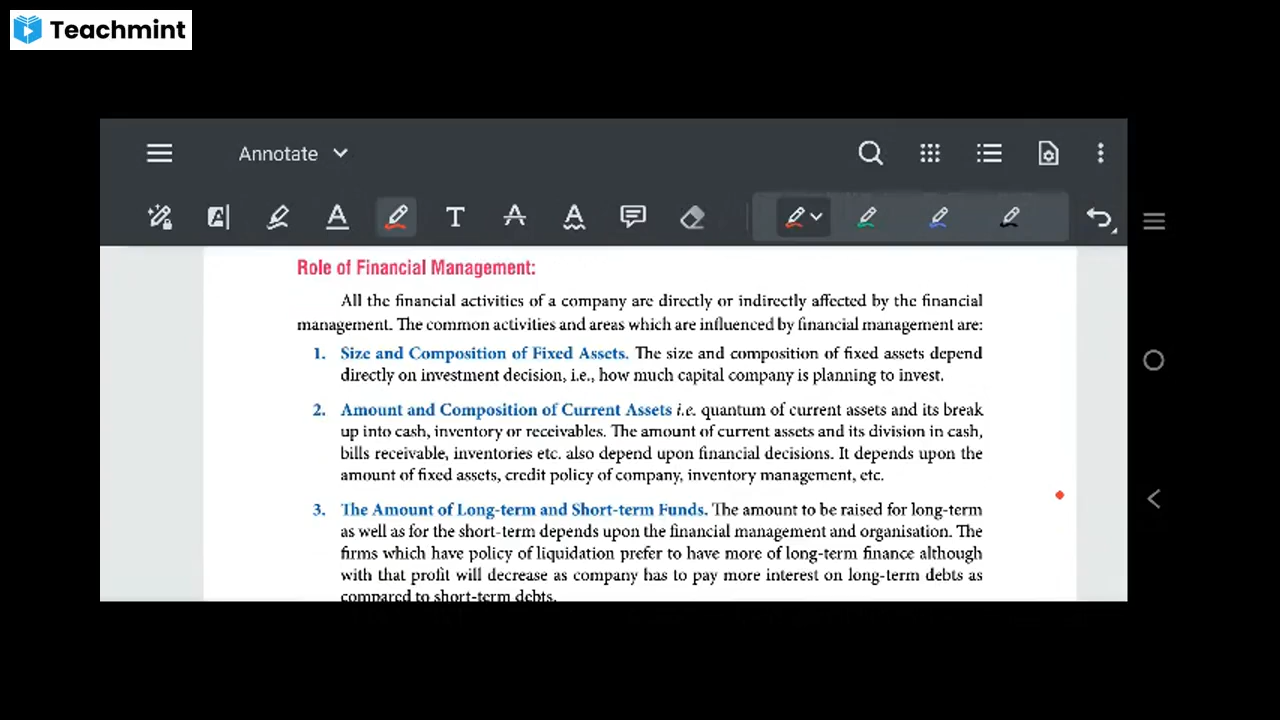 Teachmint
Annotate
T
Role of Financial Management:
All the financial activities of a company are directly or indirectly affected by the financial
management. The common activities and areas which are influenced by financial management are:
1. Size and Composition of Fixed Assets. The size and composition of fixed assets depend
directly on investment decision, i.e., how much capital company is planning to invest.
2. Amount and Composition of Current Assets i.e. quantum of current assets and its break
up into cash, inventory or receivables. The amount of current assets and its division in cash,
bills receivable, inventories etc. also depend upon financial decisions. It depends upon the
amount of fixed assets, credit policy of company, inventory management, etc.
3. The Amount of Long-term and Short-term Funds. The amount to be raised for long-term
as well as for the short-term depends upon the financial management and organisation. The
firms which have policy of liquidation prefer to have more of long-term finance although
with that profit will decrease as company has to pay more interest on long-term debts as
compared to short-term debts.